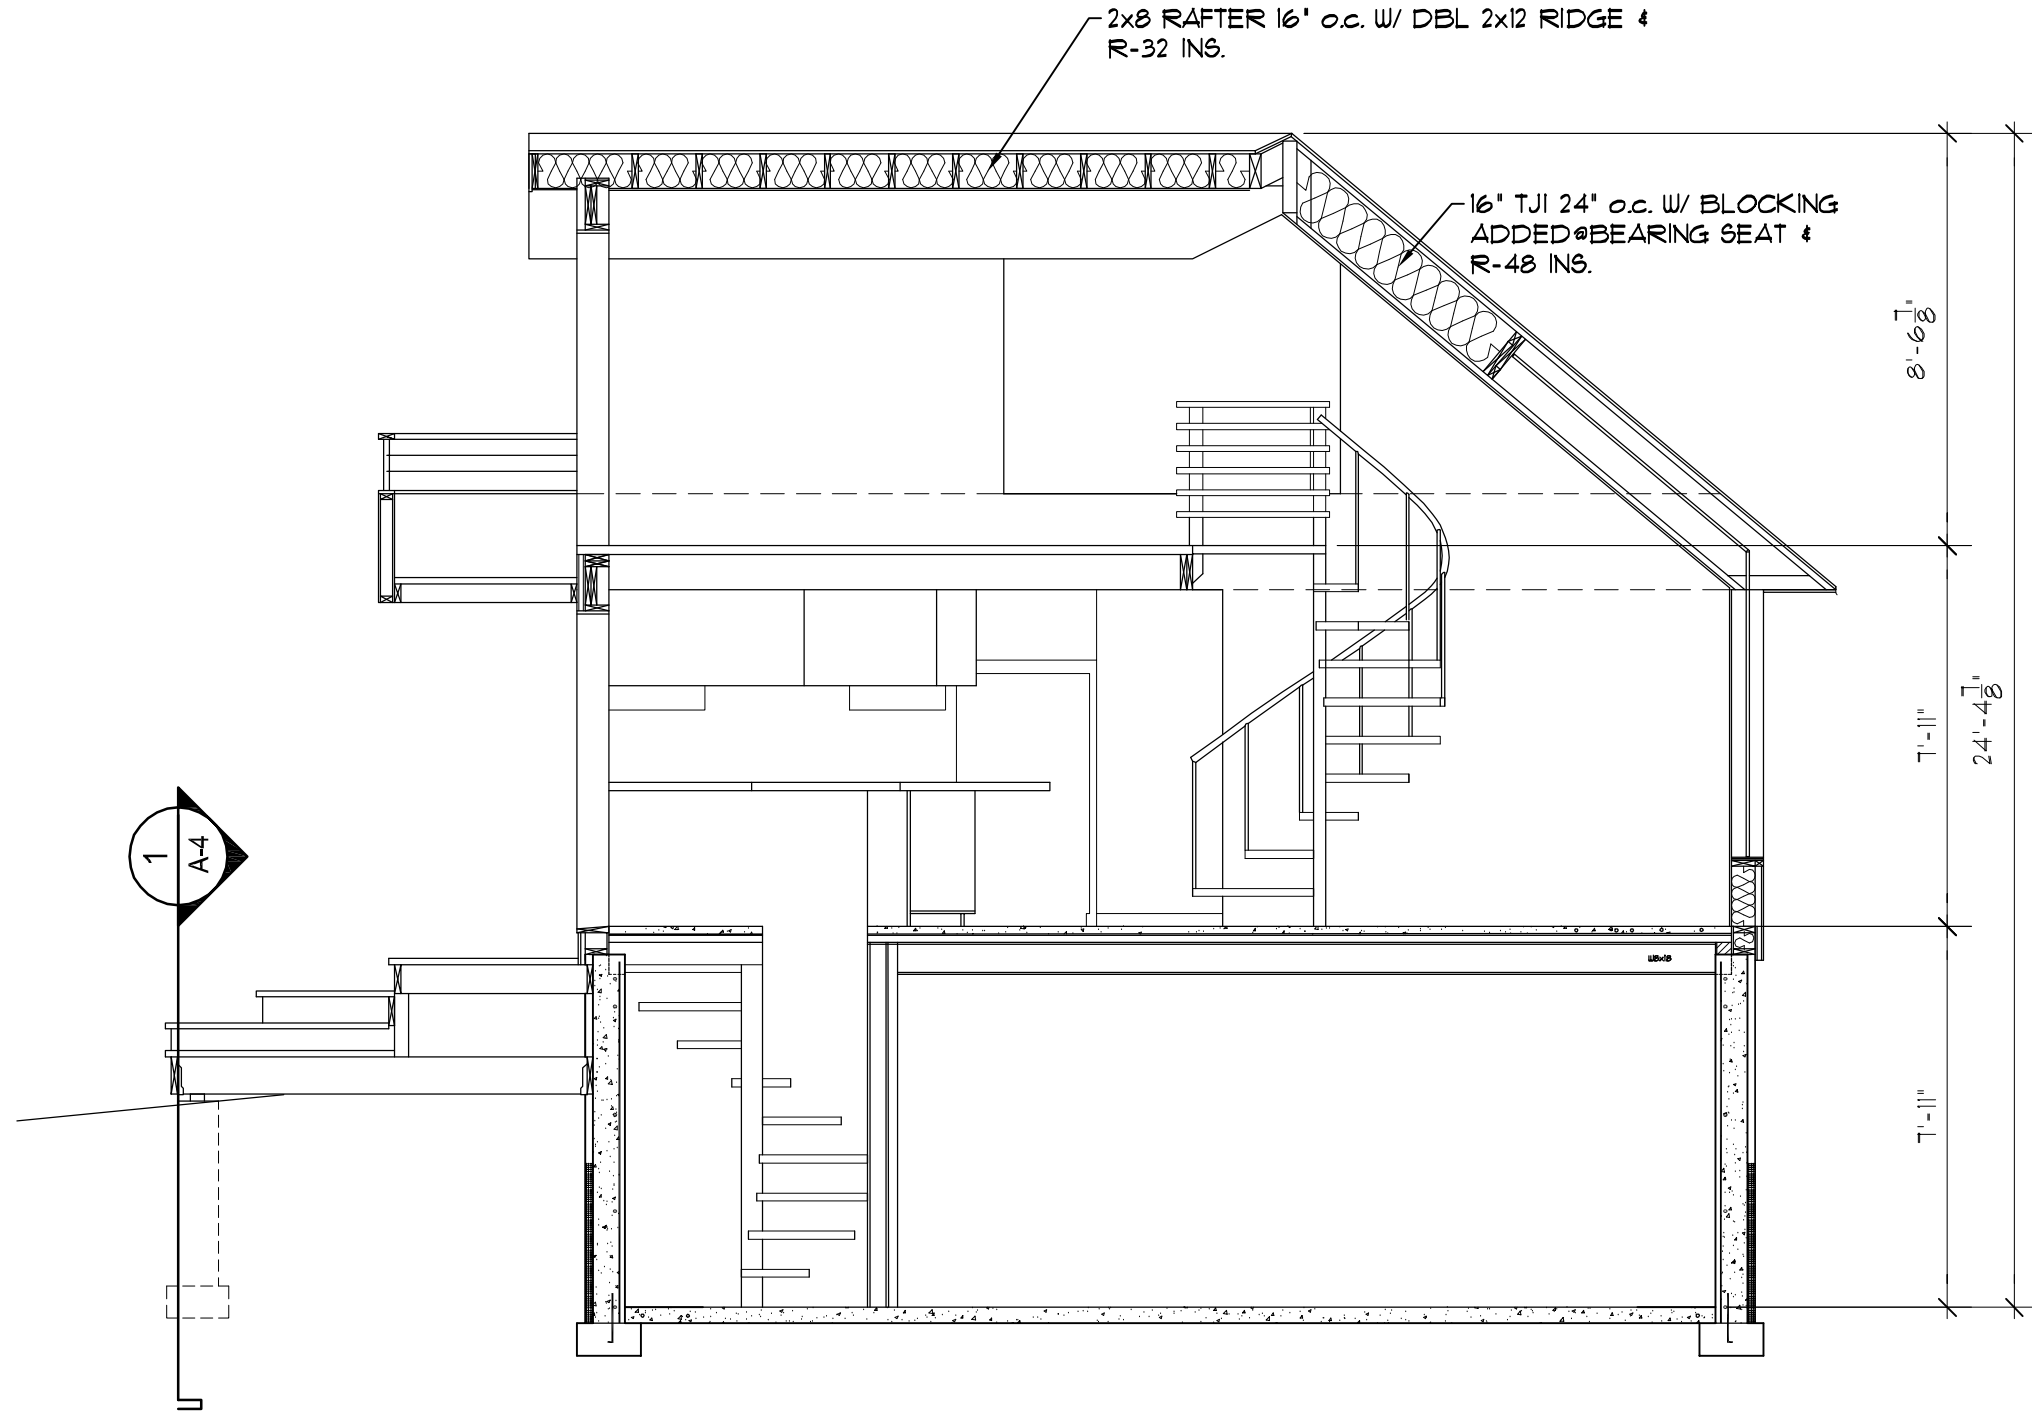 2x8 RAFTER 16" o.c. W/ DBL 2x12 RIDGE &
R-32 INS.
16" TJI 24" o.c. W/ BLOCKING
ADDED@BEARING SEAT &
R-48 INS.
8'-6 7/8"
7'-11"
24'-4 7/8"
1
A-4
W8x18
7'-11"